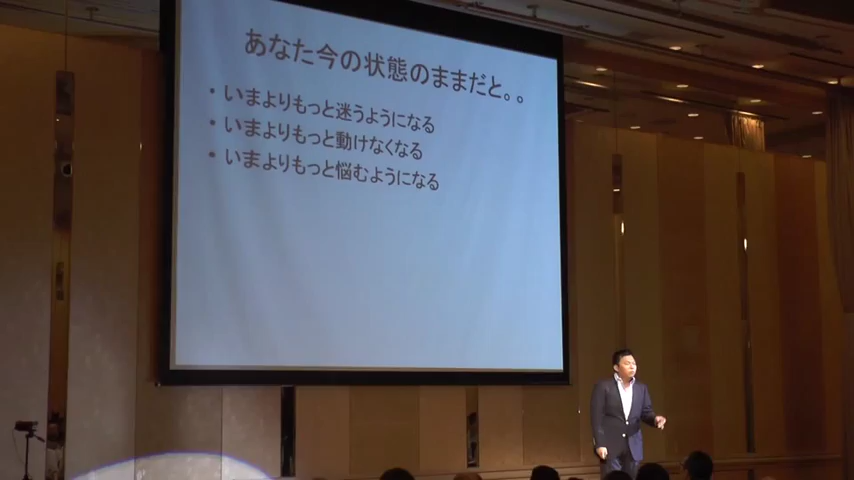 あなた今の状態のままだと。。
・いまよりもっと迷うようになる
・いまよりもっと動けなくなる
・いまよりもっと悩むようになる